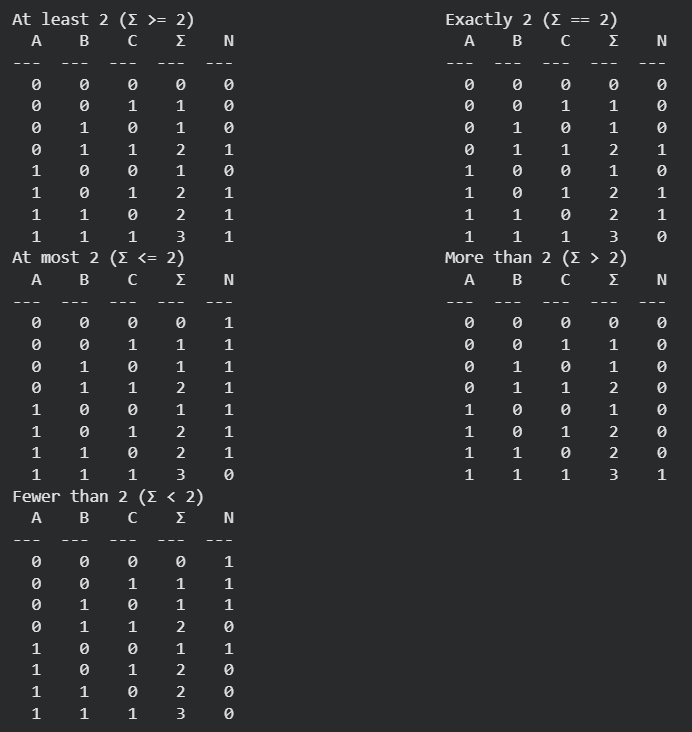 At least 2 (Σ >= 2)
A B C Σ N
--- --- --- --- ---
0 0 0 0 0
0 0 1 1 0
0 1 0 1 0
0 1 1 2 1
1 0 0 1 0
1 0 1 2 1
1 1 0 2 1
1 1 1 3 1
At most 2 (Σ <= 2)
A B C Σ N
--- --- --- --- ---
0 0 0 0 1
0 0 1 1 1
0 1 0 1 1
0 1 1 2 1
1 0 0 1 1
1 0 1 2 1
1 1 0 2 1
1 1 1 3 0
Fewer than 2 (Σ < 2)
A B C Σ N
--- --- --- --- ---
0 0 0 0 1
0 0 1 1 1
0 1 0 1 1
0 1 1 2 0
1 0 0 1 1
1 0 1 2 0
1 1 0 2 0
1 1 1 3 0
Exactly 2 (Σ == 2)
A B C Σ N
--- --- --- --- ---
0 0 0 0 0
0 0 1 1 0
0 1 0 1 0
0 1 1 2 1
1 0 0 1 0
1 0 1 2 1
1 1 0 2 1
1 1 1 3 0
More than 2 (Σ > 2)
A B C Σ N
--- --- --- --- ---
0 0 0 0 0
0 0 1 1 0
0 1 0 1 0
0 1 1 2 0
1 0 0 1 0
1 0 1 2 0
1 1 0 2 0
1 1 1 3 1